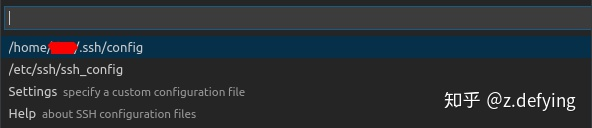 /home/ /.ssh/config
/etc/ssh/ssh_config
Settings specify a custom configuration file
Help about SSH configuration files
知乎 @z.defying